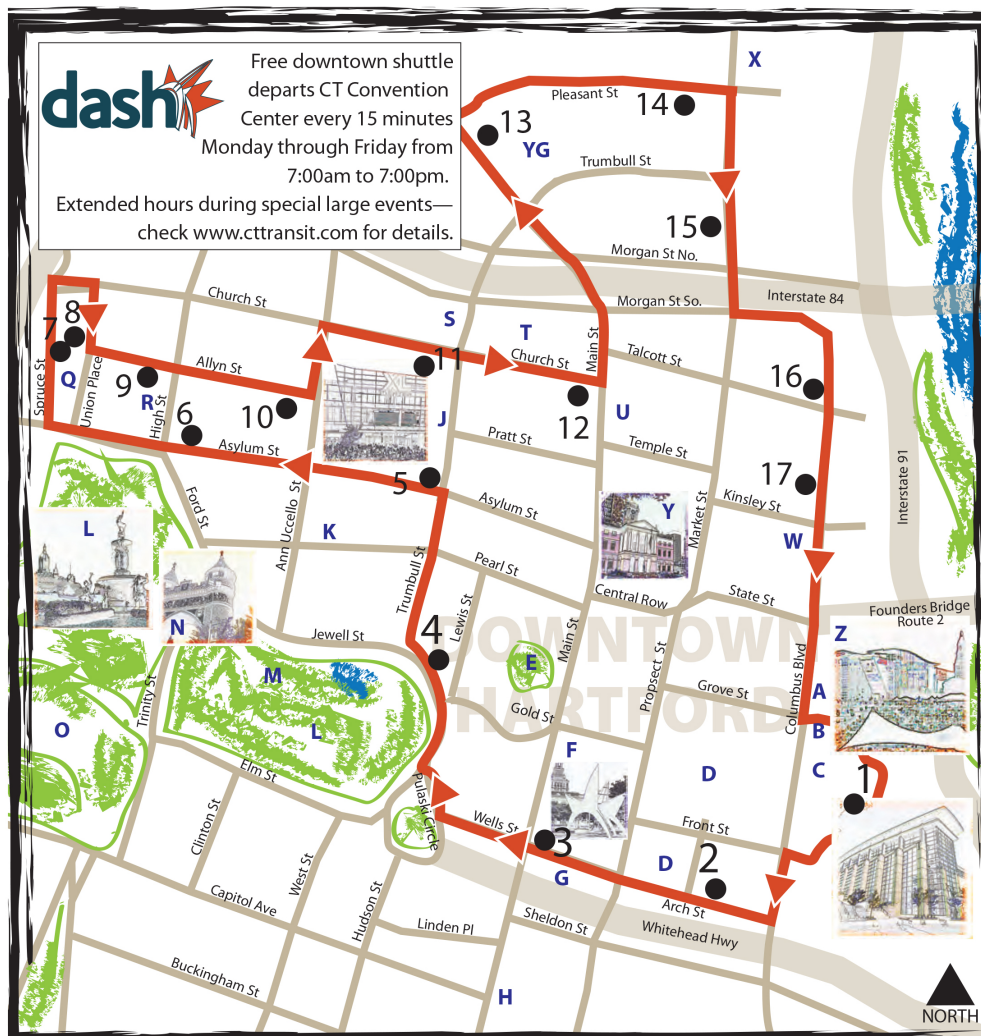 dash
Free downtown shuttle
departs CT Convention
Center every 15 minutes
Monday through Friday from
7:00am to 7:00pm.
Extended hours during special large events—
check www.cttransit.com for details.
X
Pleasant St
14
13
YG
Trumbull St
15
Morgan St No.
Church St
Morgan St So.
Interstate 84
S
T
8
7
Church St
Main St
Talcott St
Spruce St
Q
Union Place
Allyn St
11
9
R
High St
16
6
10
J
12
U
Asylum St
Pratt St
Temple St
5
17
Interstate 91
Ford St
Ann Uccello St
Asylum St
Market St
Kinsley St
L
K
Y
W
Trumbull St
Pearl St
Lewis St
Central Row
State St
Founders Bridge
Route 2
N
Jewell St
4
DOWNTOWN
HARTFORD
Main St
Propsect St
Z
E
M
Trinity St
Grove St
Columbus Blvd
A
O
L
Gold St
B
F
Elm St
D
C
1
Pulaski Circle
Clinton St
Wells St
3
Front St
West St
G
D
2
Capitol Ave
Hudson St
Arch St
Linden Pl
Sheldon St
Whitehead Hwy
Buckingham St
H
NORTH